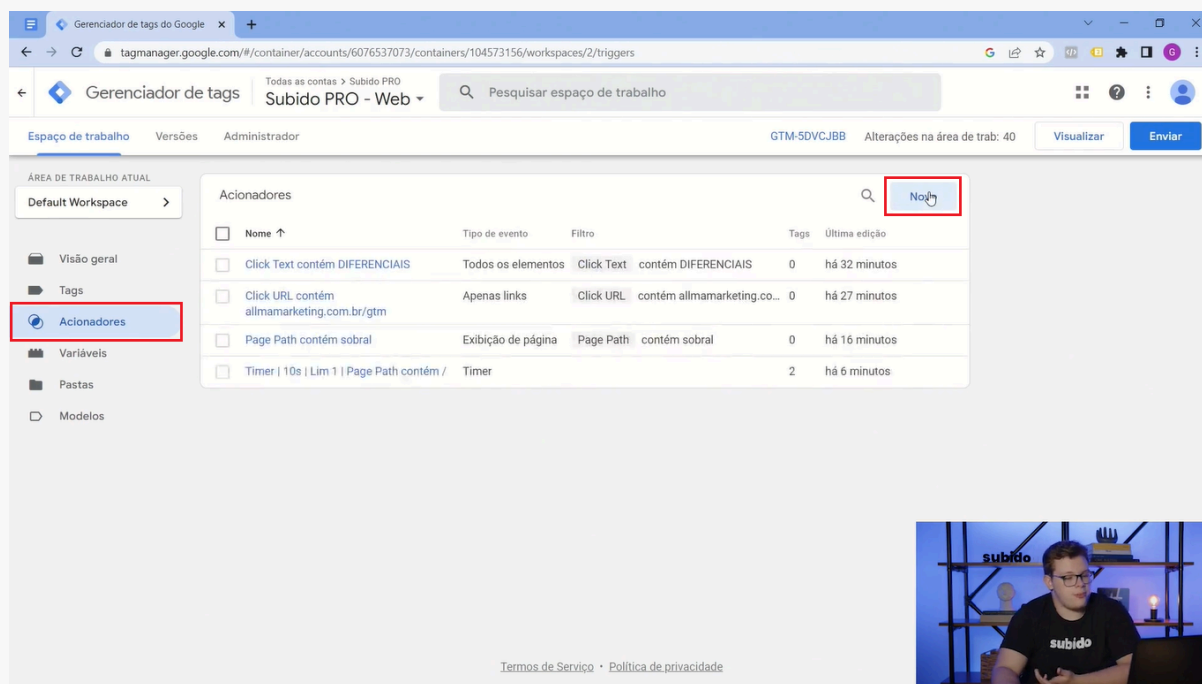 Gerenciador de tags do Google
tagmanager.google.com/#/container/accounts/6076537073/containers/104573156/workspaces/2/triggers
G
G
Gerenciador de tags
Todas as contas > Subido PRO
Subido PRO - Web
Pesquisar espaço de trabalho
Espaço de trabalho
Versões
Administrador
GTM-5DVCJBB
Alterações na área de trab: 40
Visualizar
Enviar
ÁREA DE TRABALHO ATUAL
Default Workspace
Visão geral
Tags
Acionadores
Variáveis
Pastas
Modelos
Acionadores
Nome
Tipo de evento
Filtro
Tags
Última edição
Click Text contém DIFERENCIAIS
Todos os elementos
Click Text contém DIFERENCIAIS
0
há 32 minutos
Click URL contém
allmamarketing.com.br/gtm
Apenas links
Click URL contém allmamarketing.co...
0
há 27 minutos
Page Path contém sobral
Exibição de página
Page Path contém sobral
0
há 16 minutos
Timer | 10s | Lim 1 | Page Path contém /
Timer
2
há 6 minutos
subido
subido
Termos de Serviço • Política de privacidade